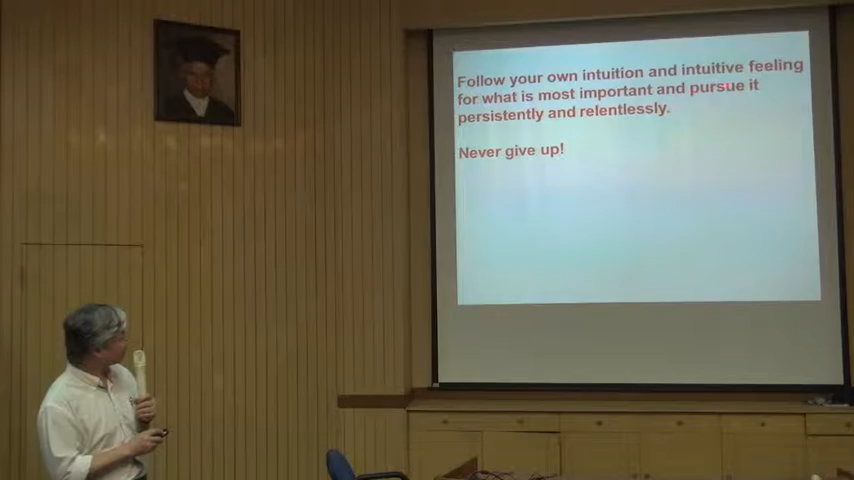 Follow your own intuition and intuitive feeling
for what is most important and pursue it
persistently and relentlessly.
Never give up!